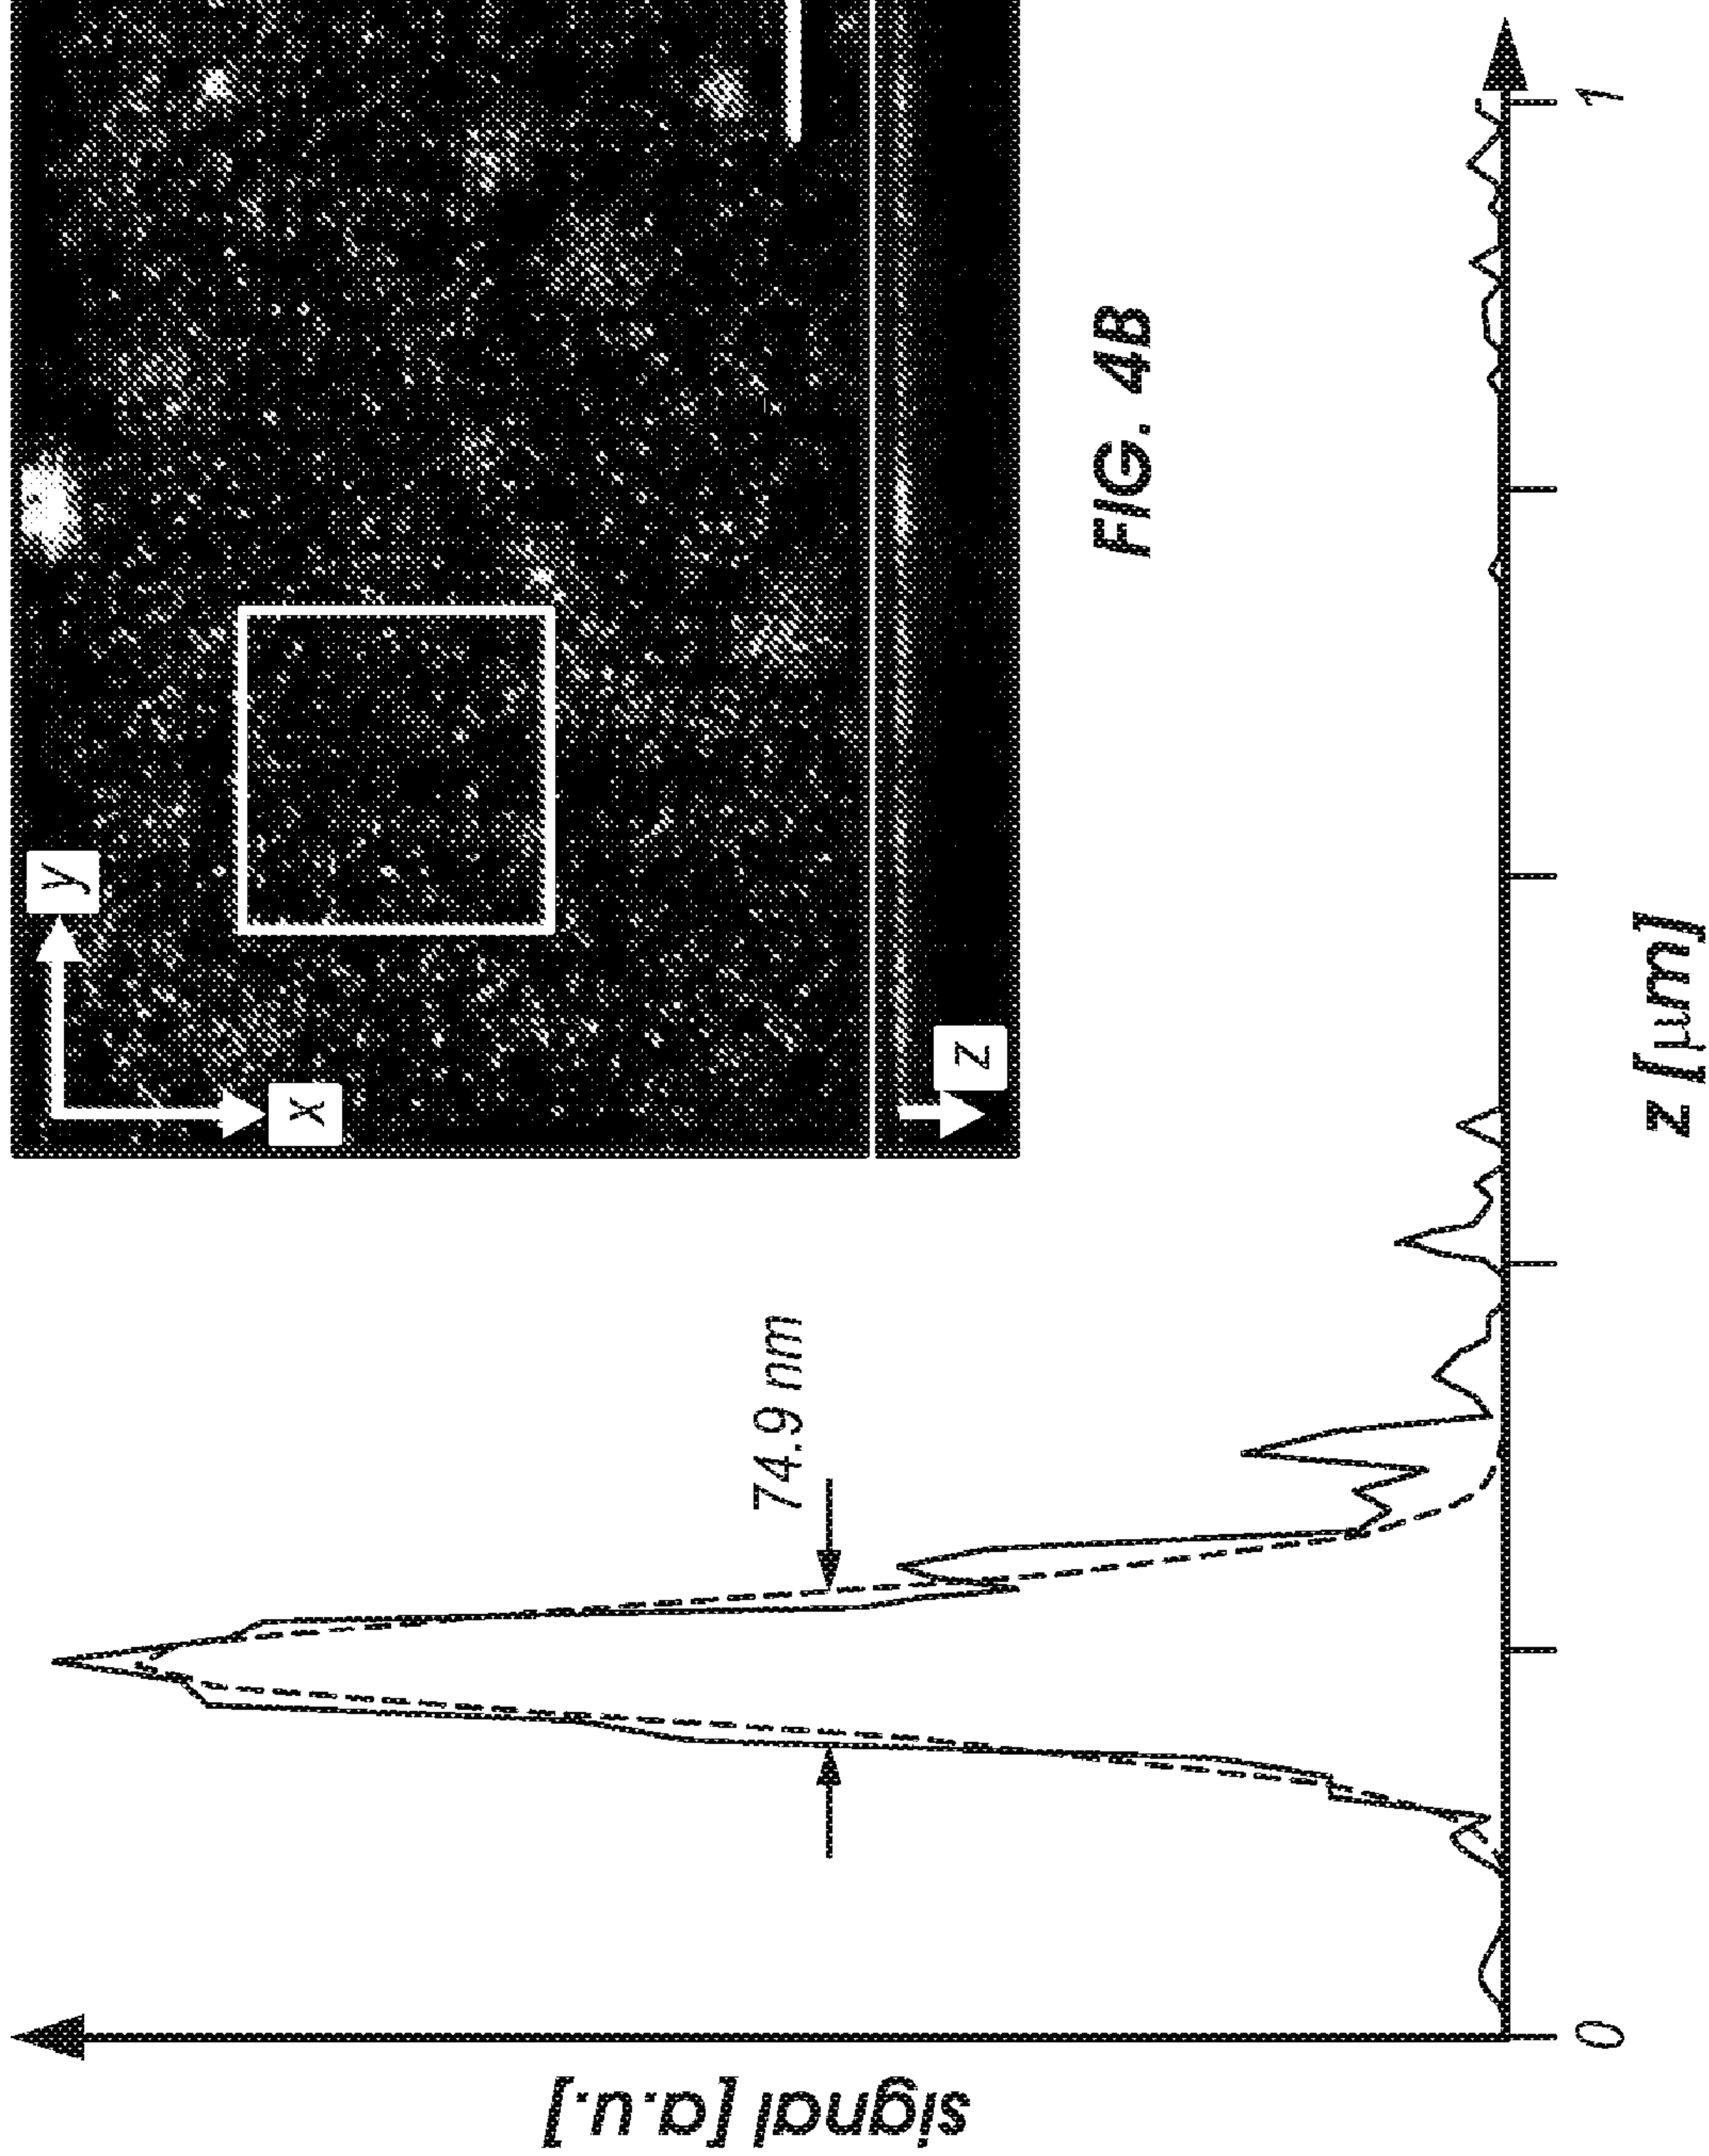 signal [a.u.]
y
x
z
74.9 nm
FIG. 4B
0
1
z [μm]